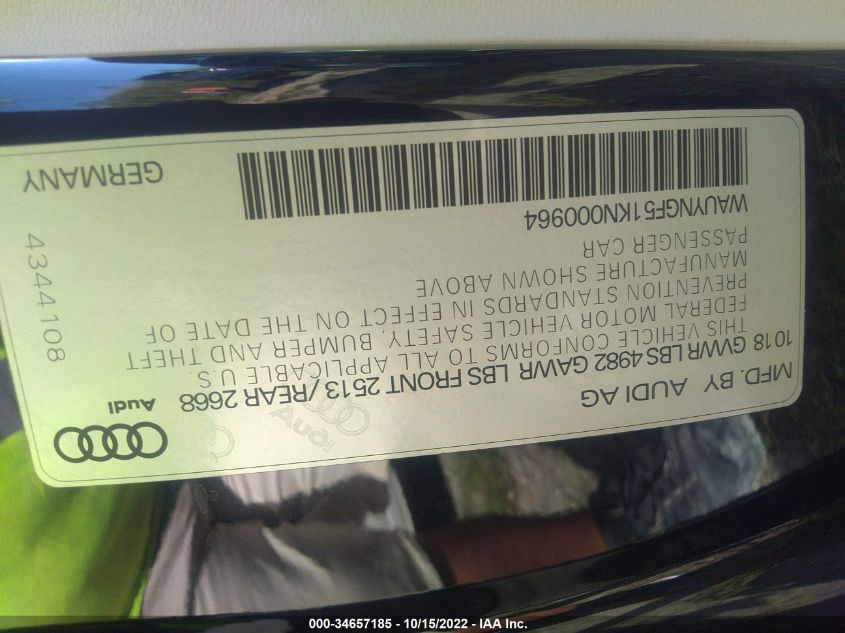 MFD. BY AUDI AG
Audi
1018 GVWR LBS 4982 GAWR LBS FRONT 2513 / REAR 2668
THIS VEHICLE CONFORMS TO ALL APPLICABLE U.S.
FEDERAL MOTOR VEHICLE SAFETY, BUMPER AND THEFT
PREVENTION STANDARDS IN EFFECT ON THE DATE OF
MANUFACTURE SHOWN ABOVE
PASSENGER CAR
WAUYNGF51KN000964
4344108
GERMANY
Audi
000-34657185 - 10/15/2022 - IAA Inc.